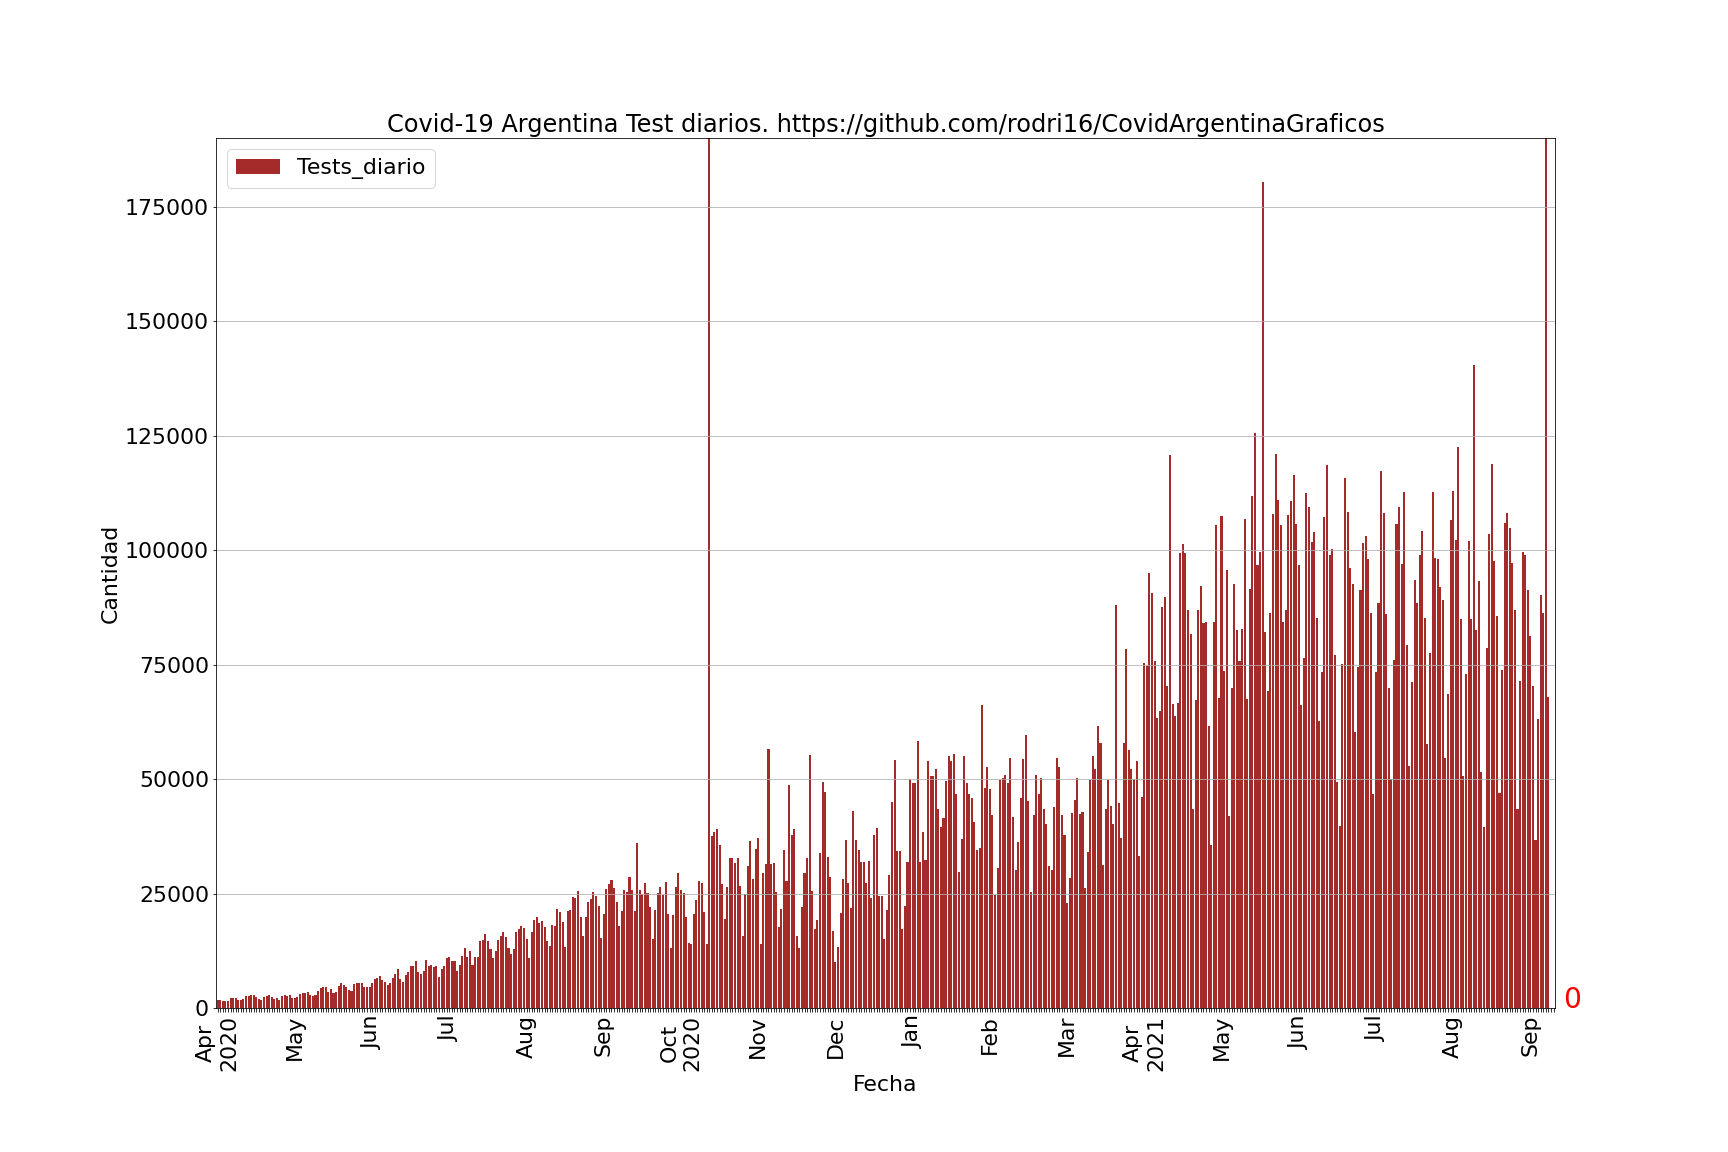 Covid-19 Argentina Test diarios. https://github.com/rodri16/CovidArgentinaGraficos
Tests_diario
175000
150000
125000
100000
75000
50000
25000
0
Cantidad
0
Apr
2020
May
Jun
Jul
Aug
Sep
Oct
2020
Nov
Dec
Jan
Feb
Mar
Apr
2021
May
Jun
Jul
Aug
Sep
Fecha